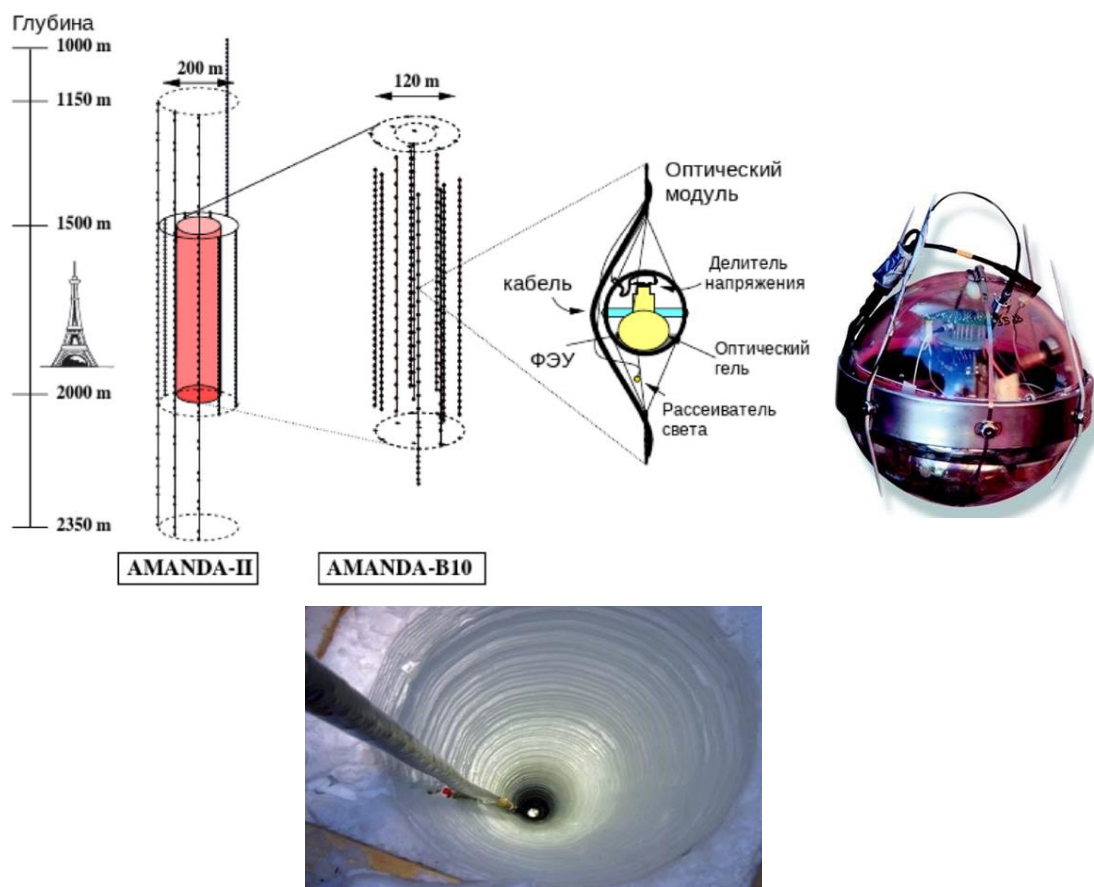 Глубина
1000 m
1150 m
1500 m
2000 m
2350 m
200 m
AMANDA-II
120 m
AMANDA-B10
Оптический
модуль
кабель
Делитель
напряжения
ФЭУ
Оптический
гель
Рассеиватель
света